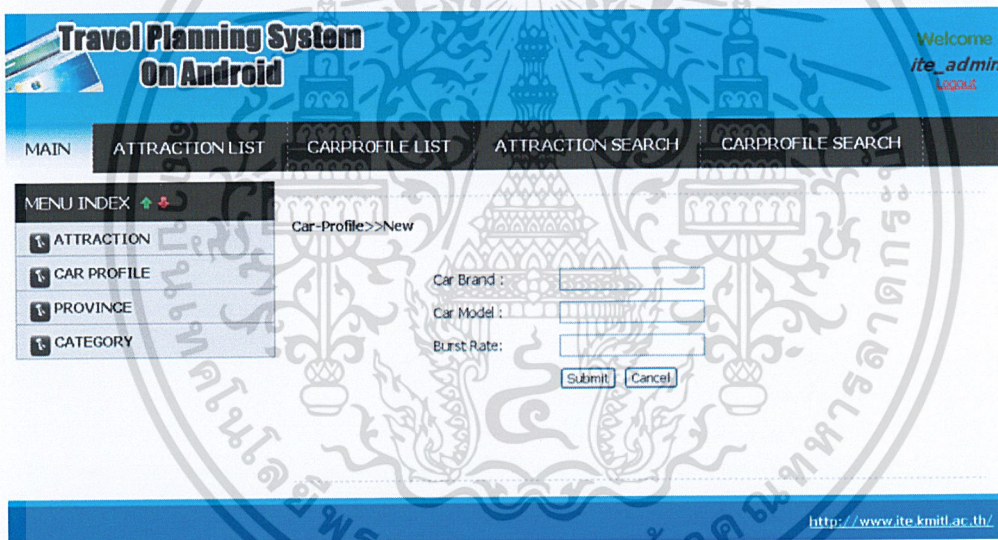 Travel Planning System
On Android
Welcome
ite_admin
Logout
MAIN ATTRACTION LIST CARPROFILE LIST ATTRACTION SEARCH CARPROFILE SEARCH
MENU INDEX
ATTRACTION
CAR PROFILE
PROVINCE
CATEGORY
Car-Profile>>New
Car Brand :
Car Model :
Burst Rate:
Submit Cancel
http://www.ite.kmitl.ac.th/